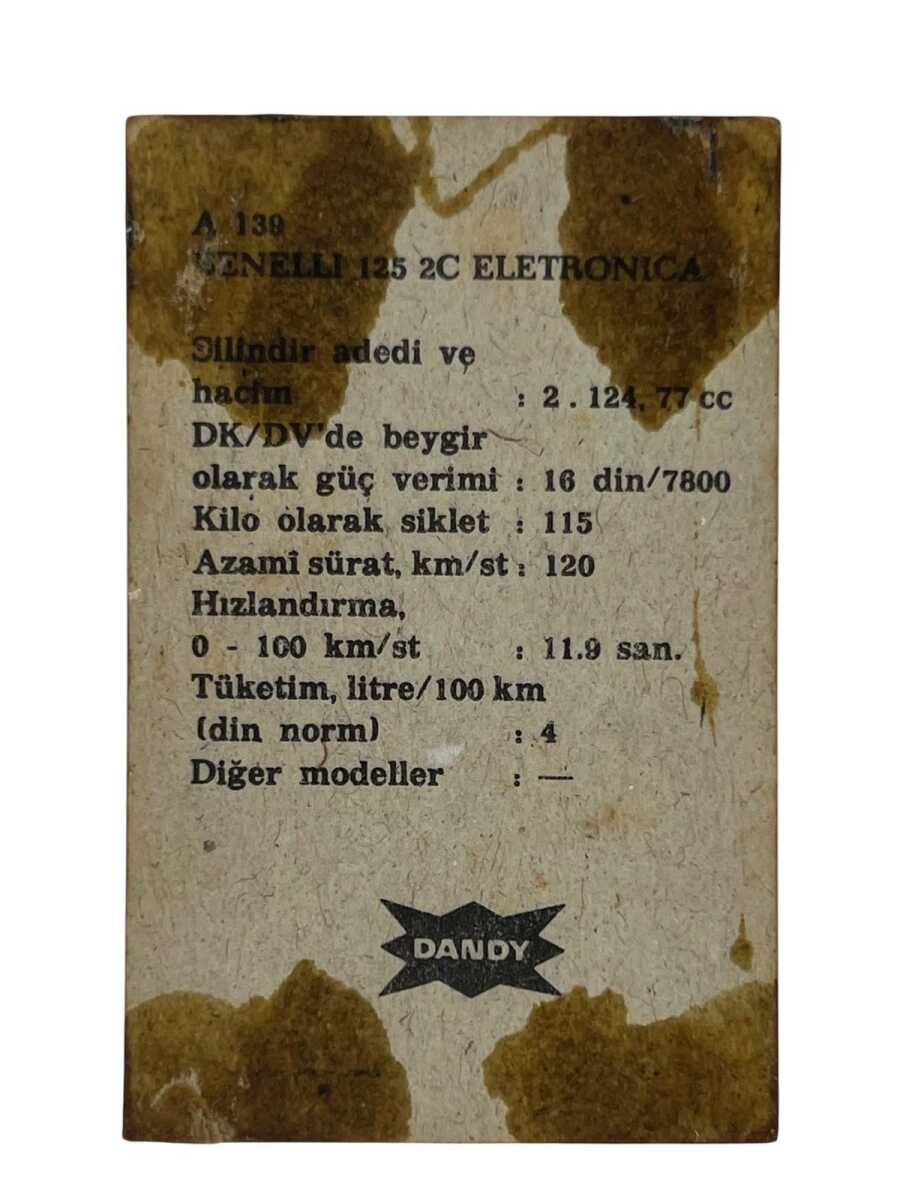 A 139
BENELLI 125 2C ELETRONICA
Silindir adedi ve
hacim : 2 . 124,77 cc
DK/DV'de beygir
olarak güç verimi : 16 din/7800
Kilo olarak siklet : 115
Azamî sürat, km/st : 120
Hızlandırma,
0 - 100 km/st : 11.9 san.
Tüketim, litre/100 km
(din norm) : 4
Diğer modeller : —
DANDY